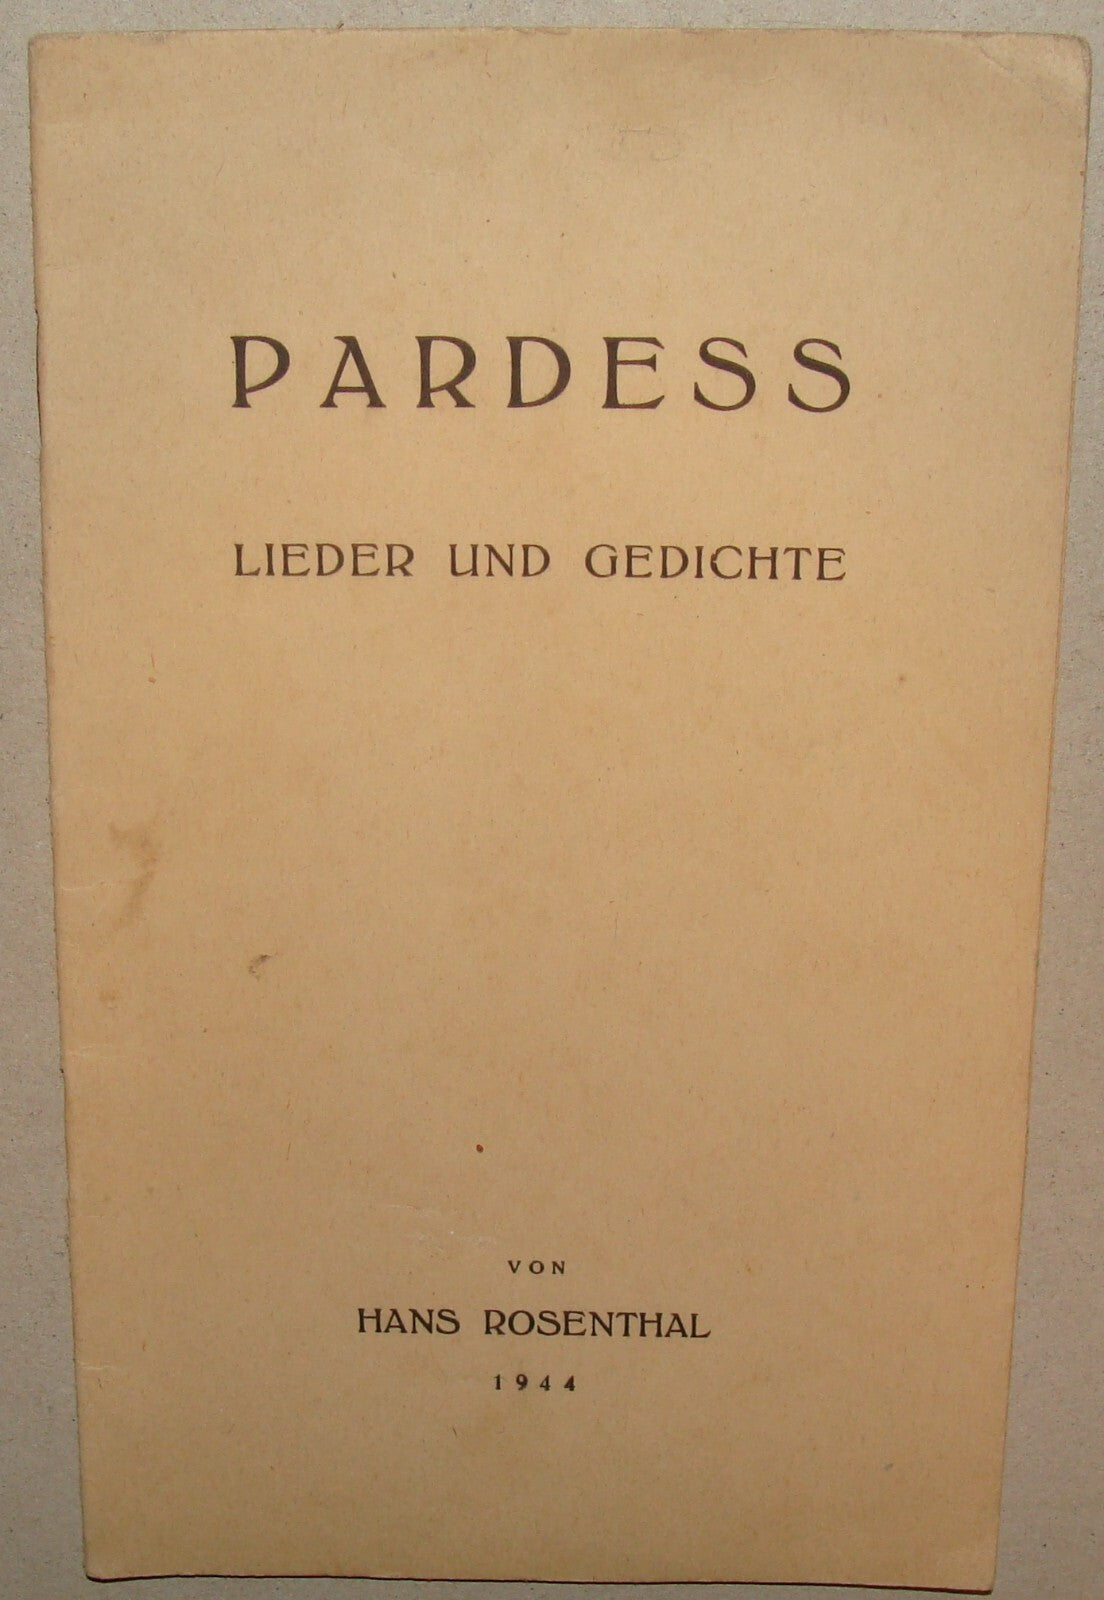 PARDESS
LIEDER UND GEDICHTE
VON
HANS ROSENTHAL
1944